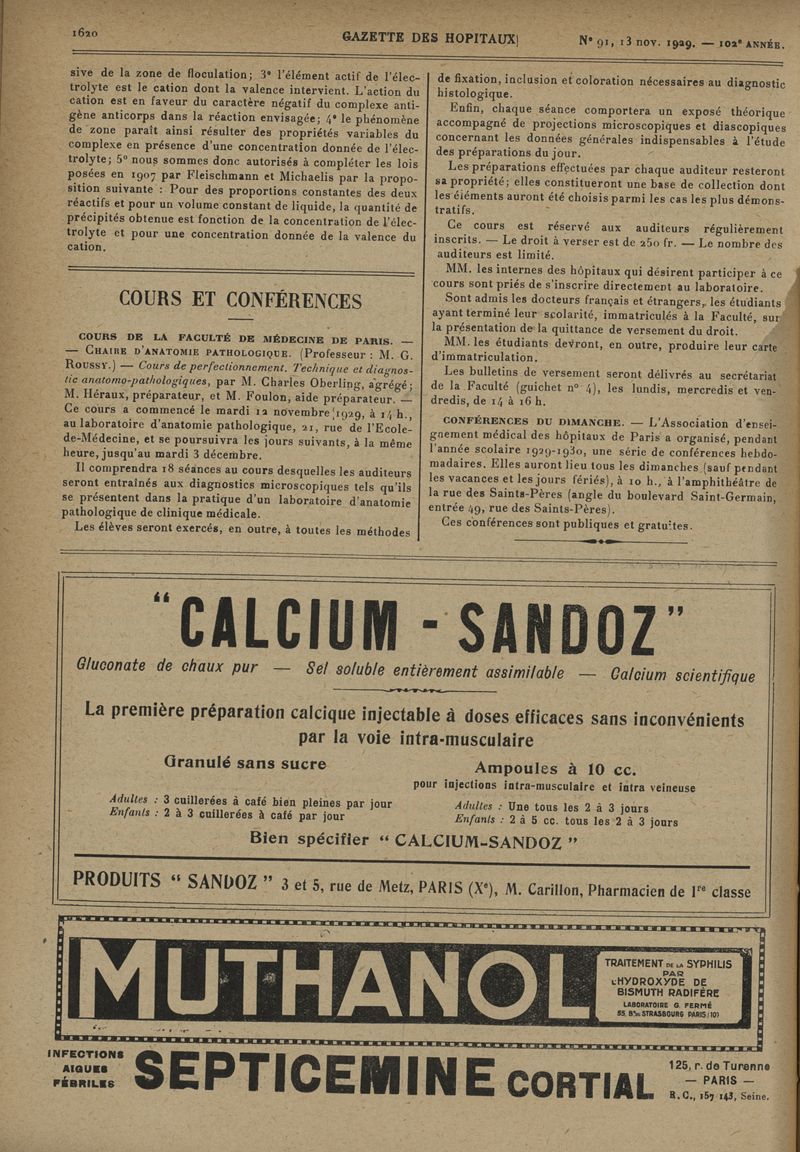 1620
GAZETTE DES HOPITAUX
N° 91, 13 nov. 1929. — 102e ANNÉE.
sive de la zone de floculation; 3° l'élément actif de l'élec-
trolyte est le cation dont la valence intervient. L'action du
cation est en faveur du caractère négatif du complexe anti-
gène anticorps dans la réaction envisagée; 4° le phénomène
de zone paraît ainsi résulter des propriétés variables du
complexe en présence d'une concentration donnée de l'élec-
trolyte; 5° nous sommes donc autorisés à compléter les lois
posées en 1907 par Fleischmann et Michaelis par la propo-
sition suivante : Pour des proportions constantes des deux
réactifs et pour un volume constant de liquide, la quantité de
précipités obtenue est fonction de la concentration de l'élec-
trolyte et pour une concentration donnée de la valence du
cation.
COURS ET CONFÉRENCES
COURS DE LA FACULTÉ DE MÉDECINE DE PARIS. —
— CHAIRE D'ANATOMIE PATHOLOGIQUE. (Professeur : M. G.
ROUSSY.) — Cours de perfectionnement. Technique et diagnos-
tic anatomo-pathologiques, par M. Charles Oberling, agrégé;
M. Héraux, préparateur, et M. Foulon, aide préparateur. —
Ce cours a commencé le mardi 12 novembre 1929, à 14 h.,
au laboratoire d'anatomie pathologique, 21, rue de l'Ecole-
de-Médecine, et se poursuivra les jours suivants, à la même
heure, jusqu'au mardi 3 décembre.
Il comprendra 18 séances au cours desquelles les auditeurs
seront entraînés aux diagnostics microscopiques tels qu'ils
se présentent dans la pratique d'un laboratoire d'anatomie
pathologique de clinique médicale.
Les élèves seront exercés, en outre, à toutes les méthodes
de fixation, inclusion et coloration nécessaires au diagnostic
histologique.
Enfin, chaque séance comportera un exposé théorique
accompagné de projections microscopiques et diascopiques
concernant les données générales indispensables à l'étude
des préparations du jour.
Les préparations effectuées par chaque auditeur resteront
sa propriété; elles constitueront une base de collection dont
les éléments auront été choisis parmi les cas les plus démons-
tratifs.
Ce cours est réservé aux auditeurs régulièrement
inscrits. — Le droit à verser est de 250 fr. — Le nombre des
auditeurs est limité.
MM. les internes des hôpitaux qui désirent participer à ce
cours sont priés de s'inscrire directement au laboratoire.
Sont admis les docteurs français et étrangers, les étudiants
ayant terminé leur scolarité, immatriculés à la Faculté, sur
la présentation de la quittance de versement du droit.
MM. les étudiants devront, en outre, produire leur carte
d'immatriculation.
Les bulletins de versement seront délivrés au secrétariat
de la Faculté (guichet n° 4), les lundis, mercredis et ven-
dredis, de 14 à 16 h.
CONFÉRENCES DU DIMANCHE. — L'Association d'ensei-
gnement médical des hôpitaux de Paris a organisé, pendant
l'année scolaire 1929-1930, une série de conférences hebdo-
madaires. Elles auront lieu tous les dimanches (sauf pendant
les vacances et les jours fériés), à 10 h., à l'amphithéâtre de
la rue des Saints-Pères (angle du boulevard Saint-Germain,
entrée 49, rue des Saints-Pères).
Ces conférences sont publiques et gratuites.
"CALCIUM - SANDOZ"
Gluconate de chaux pur — Sel soluble entièrement assimilable — Calcium scientifique
La première préparation calcique injectable à doses efficaces sans inconvénients
par la voie intra-musculaire
Granulé sans sucre
Adultes : 3 cuillerées à café bien pleines par jour
Enfants : 2 à 3 cuillerées à café par jour
Ampoules à 10 cc.
pour injections intra-musculaire et intra veineuse
Adultes : Une tous les 2 à 3 jours
Enfants : 2 à 5 cc. tous les 2 à 3 jours
Bien spécifier "CALCIUM-SANDOZ"
PRODUITS "SANDOZ" 3 et 5, rue de Metz, PARIS (Xe), M. Carillon, Pharmacien de 1re classe
MUTHANOL
TRAITEMENT DE LA SYPHILIS
PAR
L'HYDROXYDE DE
BISMUTH RADIFÈRE
LABORATOIRE G. FERMÉ
55, Bd DE STRASBOURG PARIS (10)
INFECTIONS
AIGUES
FÉBRILES
SEPTICEMINE CORTIAL
125, r. de Turenne
— PARIS —
R. C., 157 143, Seine.